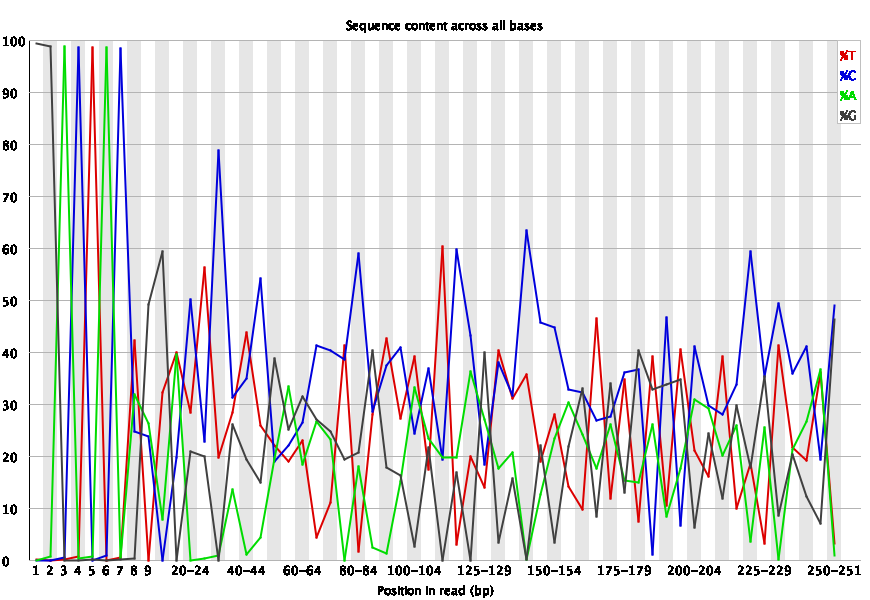 Sequence content across all bases
%T
%C
%A
%G
100
90
80
70
60
50
40
30
20
10
0
1 2 3 4 5 6 7 8 9 20-24 40-44 60-64 80-84 100-104 125-129 150-154 175-179 200-204 225-229 250-251
Position in read (bp)